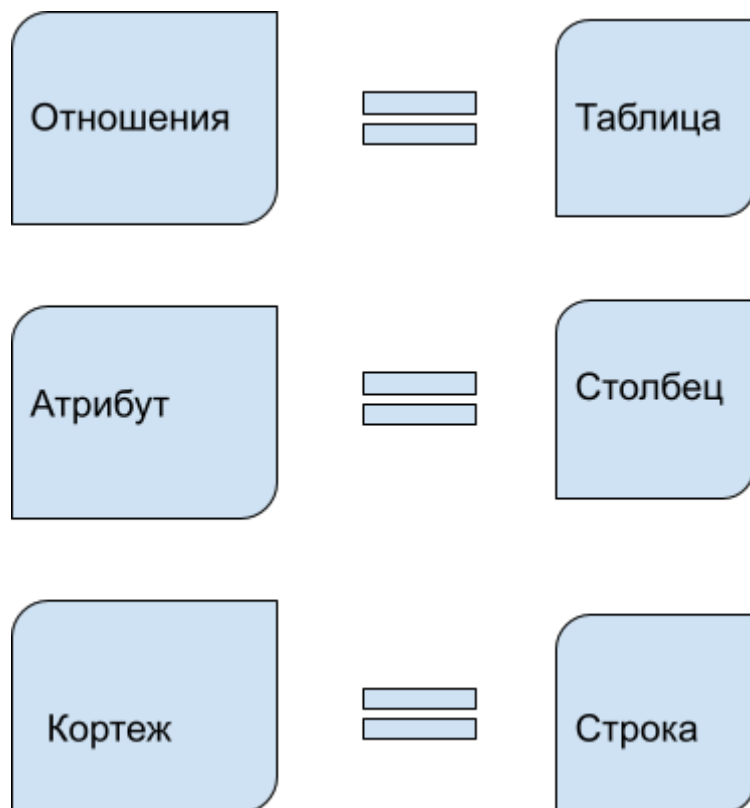 Отношения
Таблица
Атрибут
Столбец
Кортеж
Строка